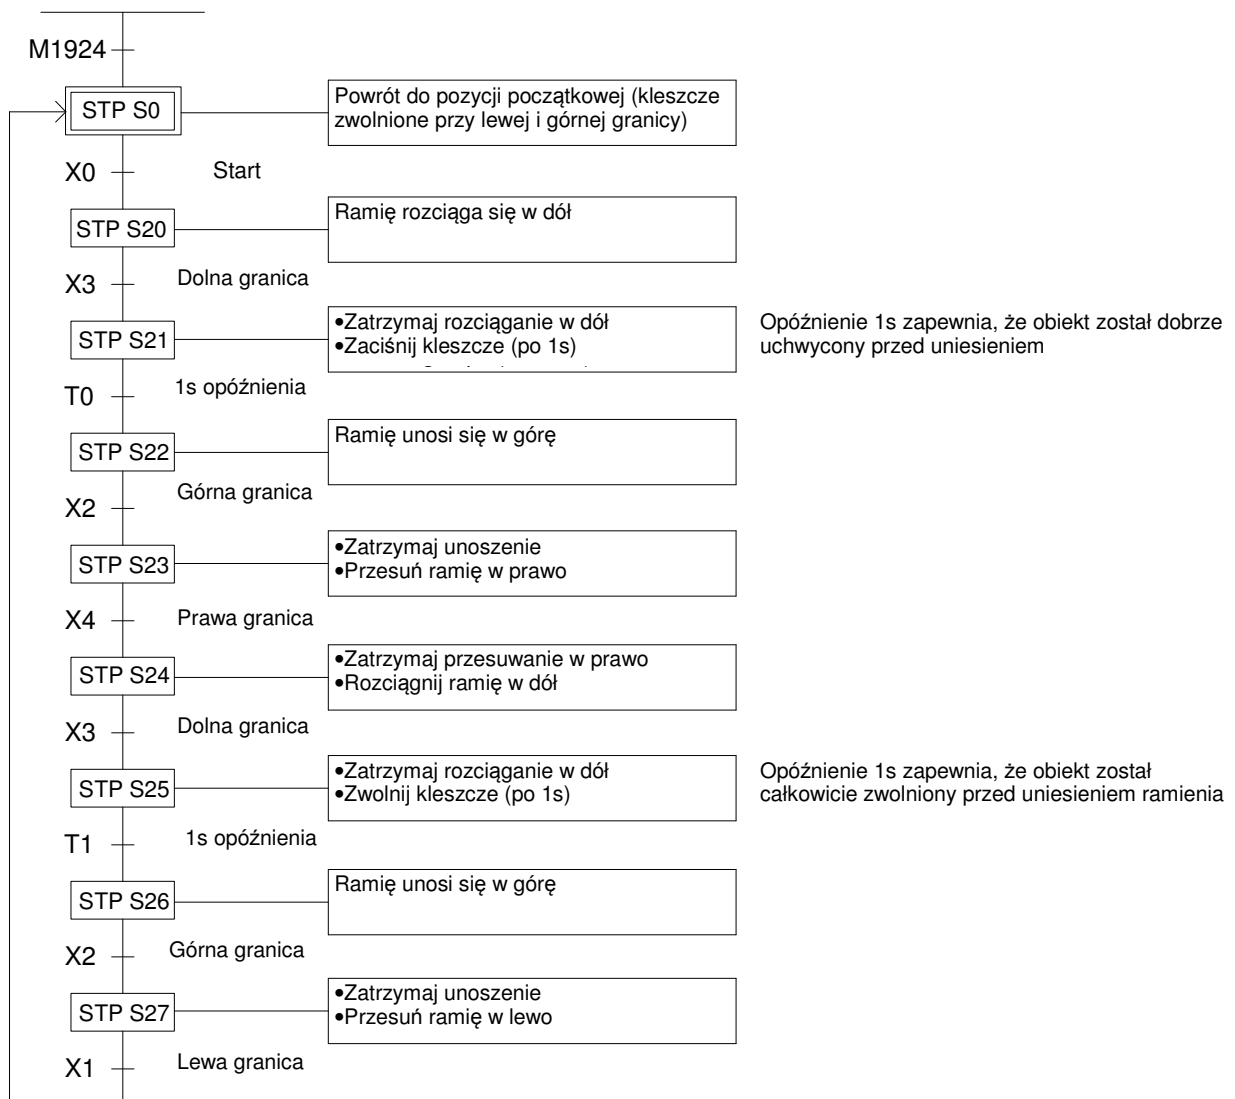 M1924
STP S0
Powrót do pozycji początkowej (kleszcze
zwolnione przy lewej i górnej granicy)
X0
Start
STP S20
Ramię rozciąga się w dół
X3
Dolna granica
STP S21
•Zatrzymaj rozciąganie w dół
•Zaciśnij kleszcze (po 1s)
Opóźnienie 1s zapewnia, że obiekt został dobrze
uchwycony przed uniesieniem
T0
1s opóźnienia
STP S22
Ramię unosi się w górę
X2
Górna granica
STP S23
•Zatrzymaj unoszenie
•Przesuń ramię w prawo
X4
Prawa granica
STP S24
•Zatrzymaj przesuwanie w prawo
•Rozciągnij ramię w dół
X3
Dolna granica
STP S25
•Zatrzymaj rozciąganie w dół
•Zwolnij kleszcze (po 1s)
Opóźnienie 1s zapewnia, że obiekt został
całkowicie zwolniony przed uniesieniem ramienia
T1
1s opóźnienia
STP S26
Ramię unosi się w górę
X2
Górna granica
STP S27
•Zatrzymaj unoszenie
•Przesuń ramię w lewo
X1
Lewa granica